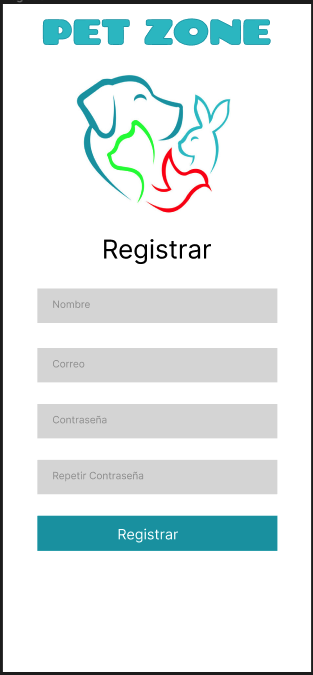 PET ZONE
Registrar
Nombre
Correo
Contraseña
Repetir Contraseña
Registrar